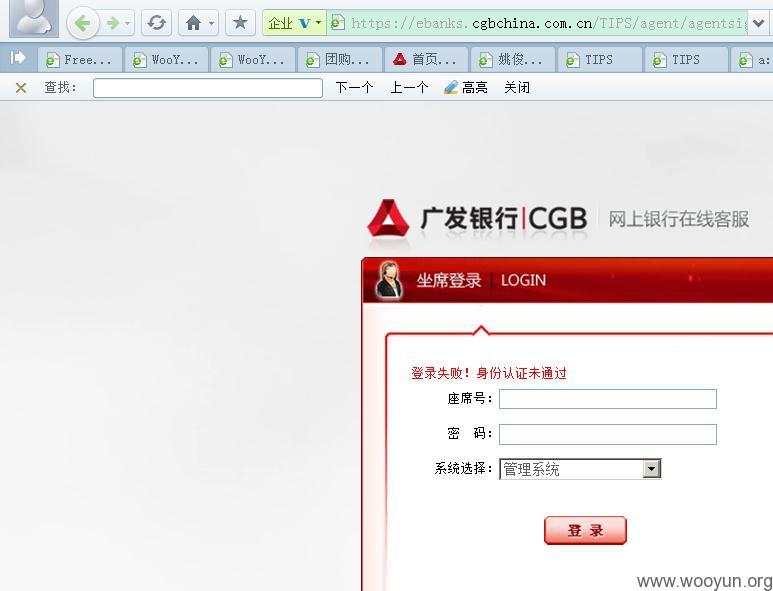 企业 V
https://ebanks.cgbchina.com.cn/TIPS/agent/agentsig
Free... WooY... WooY... 团购... 首页... 姚俊... TIPS TIPS a:
查找： 下一个 上一个 高亮 关闭
广发银行|CGB 网上银行在线客服
坐席登录 | LOGIN
登录失败！身份认证未通过
座席号：
密 码：
系统选择： 管理系统
登 录
www.wooyun.org